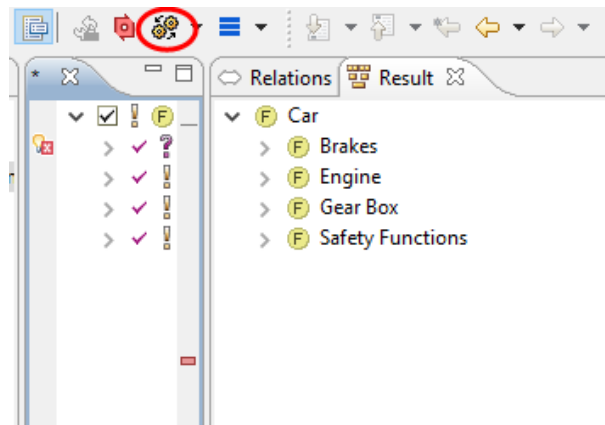 *
Relations
Result
F
F Car
F Brakes
F Engine
F Gear Box
F Safety Functions